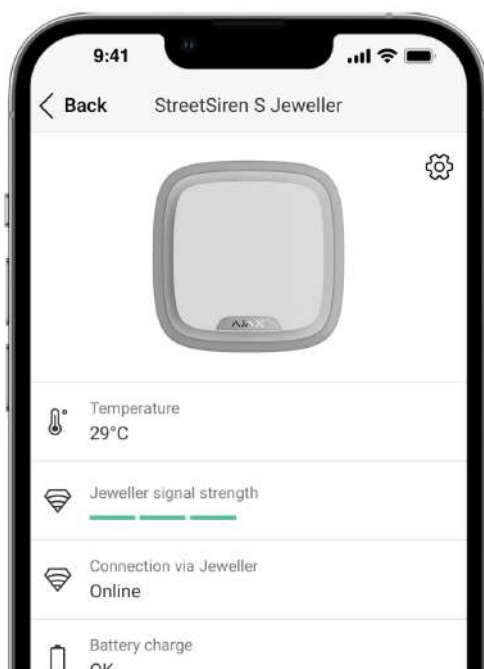 9:41
Back
StreetSiren S Jeweller
AJAX
Temperature
29°C
Jeweller signal strength
Connection via Jeweller
Online
Battery charge
OK